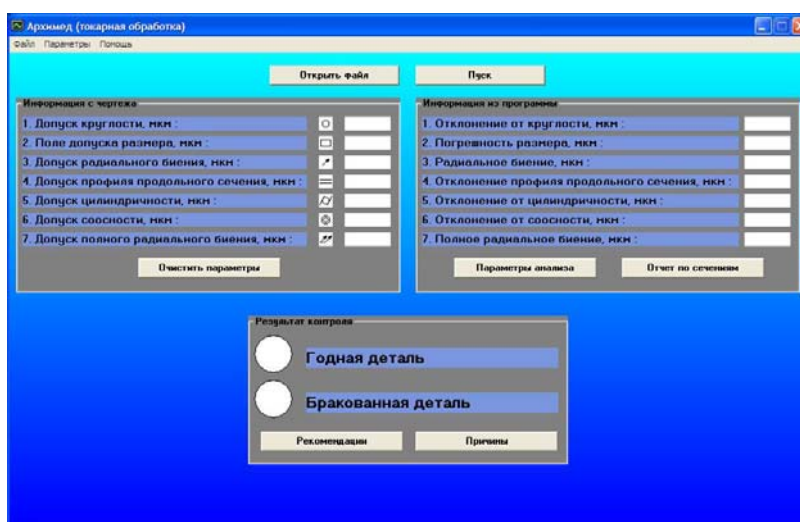 Архимед (токарная обработка)
Файл Параметры Помощь
Открыть файл Пуск
Информация с чертежа
1. Допуск круглости, мкм :
2. Поле допуска размера, мкм :
3. Допуск радиального биения, мкм :
4. Допуск профиля продольного сечения, мкм :
5. Допуск цилиндричности, мкм :
6. Допуск соосности, мкм :
7. Допуск полного радиального биения, мкм :
Очистить параметры
Информация из программы
1. Отклонение от круглости, мкм :
2. Погрешность размера, мкм :
3. Радиальное биение, мкм :
4. Отклонение профиля продольного сечения, мкм :
5. Отклонение от цилиндричности, мкм :
6. Отклонение от соосности, мкм :
7. Полное радиальное биение, мкм :
Параметры анализа Отчет по сечениям
Результат контроля
Годная деталь
Бракованная деталь
Рекомендации Причины